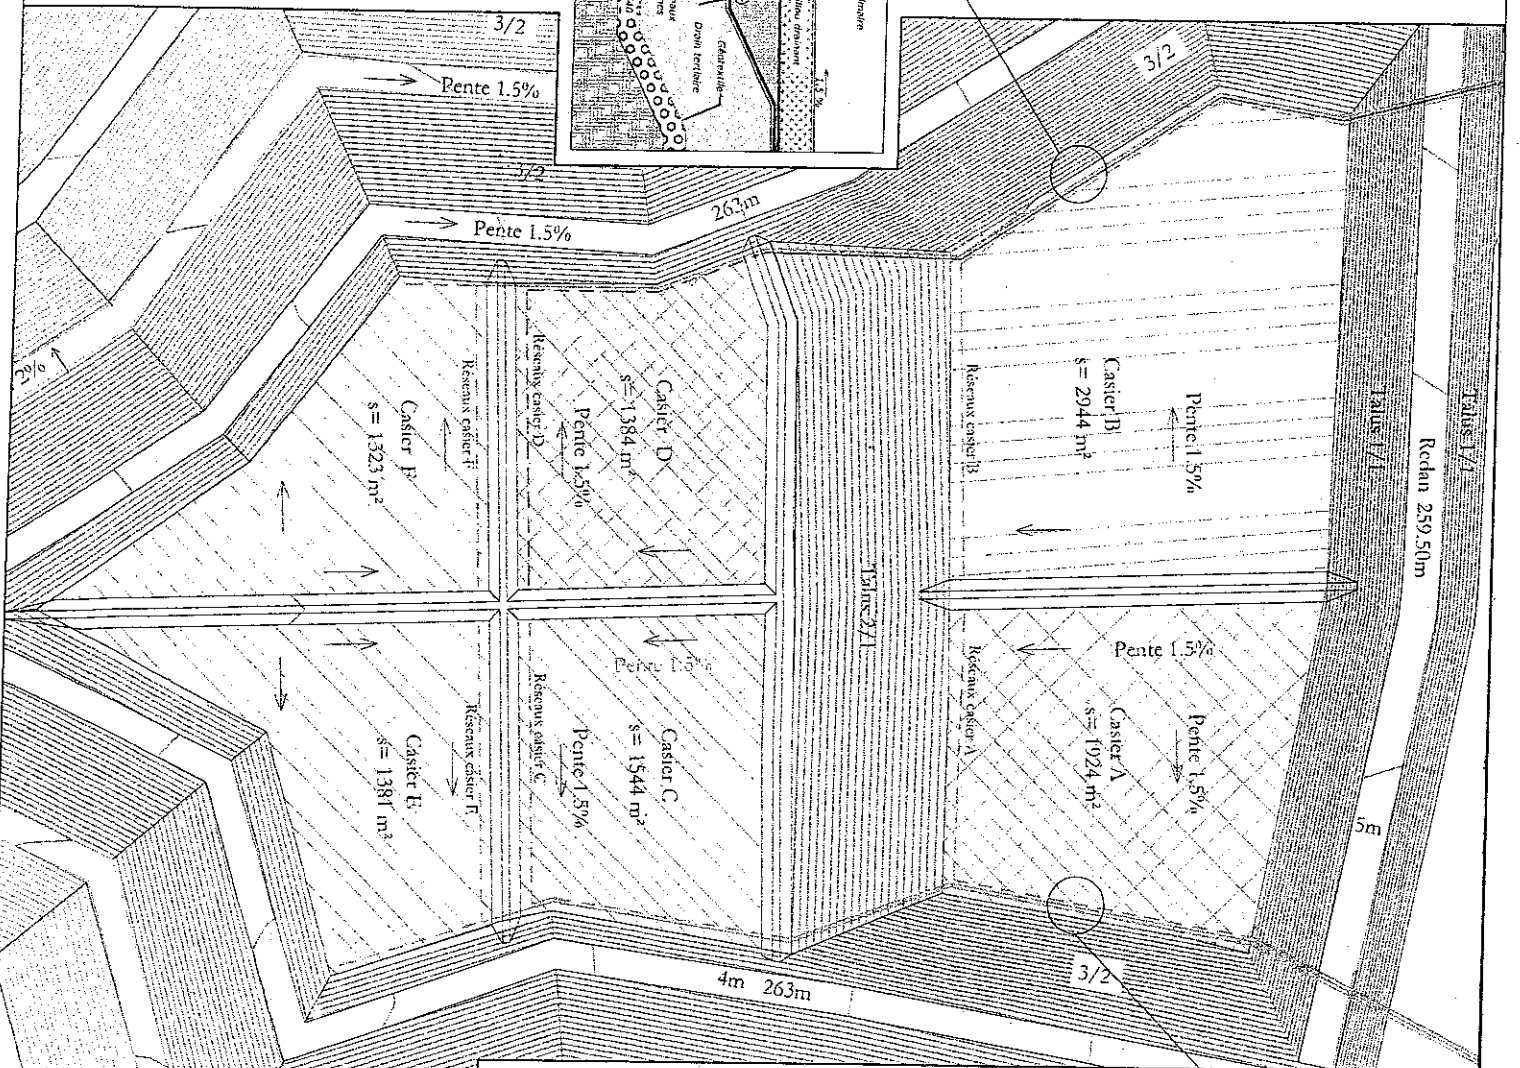 3/2
Pente 1.5%
3/2
Pente 1.5%
263m
2%
Géotextile
Drain tertiaire
1.5 %
3/2
Casier B
s= 2944 m²
Pente 1.5%
Réseaux casier B
Talus 1/1
Redan 259.50m
Talus 1/1
Casier D
s= 1384 m²
Pente 1.5%
Réseaux casier D
Réseaux casier F
Casier F
s= 1323 m²
Talus 2/1
Pente 1.5%
Pente 1.5%
Casier A
s= 1924 m²
Pente 1.5%
Réseaux casier A
Casier C
s= 1544 m²
Pente 1.5%
Réseaux casier C
Réseaux casier E
Casier E
s= 1381 m²
5m
3/2
4m 263m